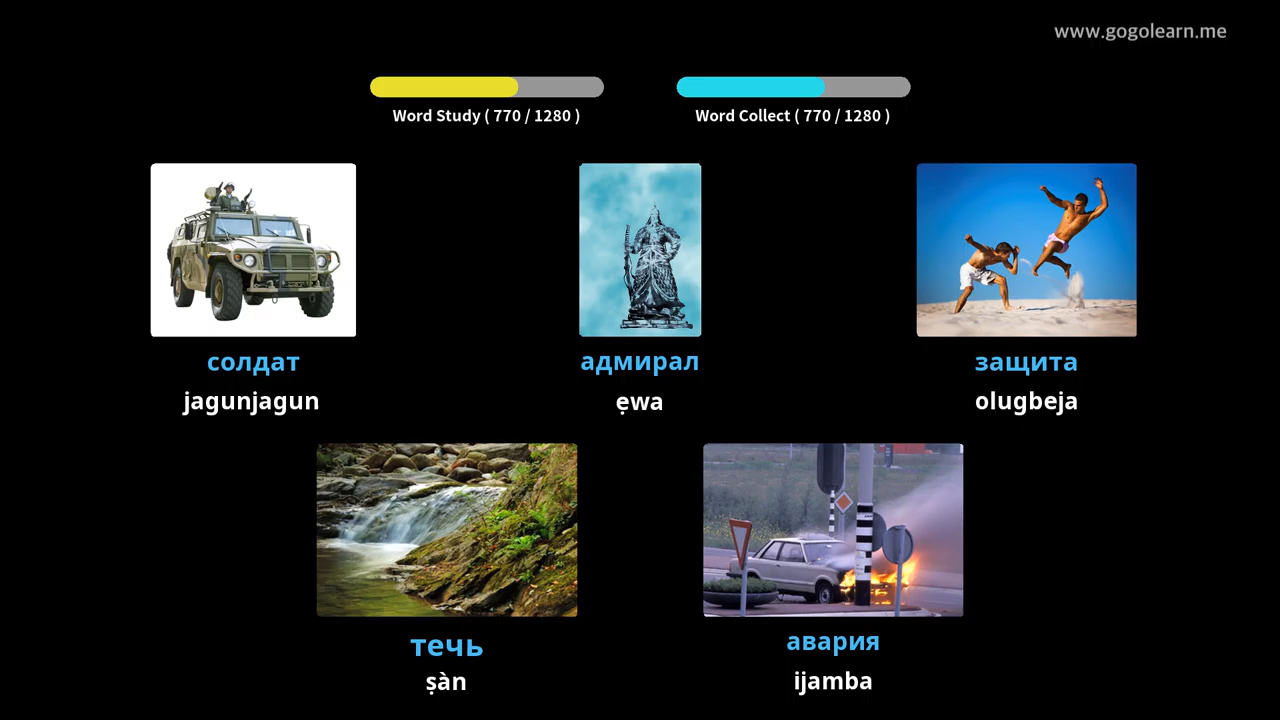 www.gogolearn.me
Word Study ( 770 / 1280 )
Word Collect ( 770 / 1280 )
солдат
адмирал
защита
jagunjagun
ẹwa
olugbeja
течь
авария
ṣàn
ijamba